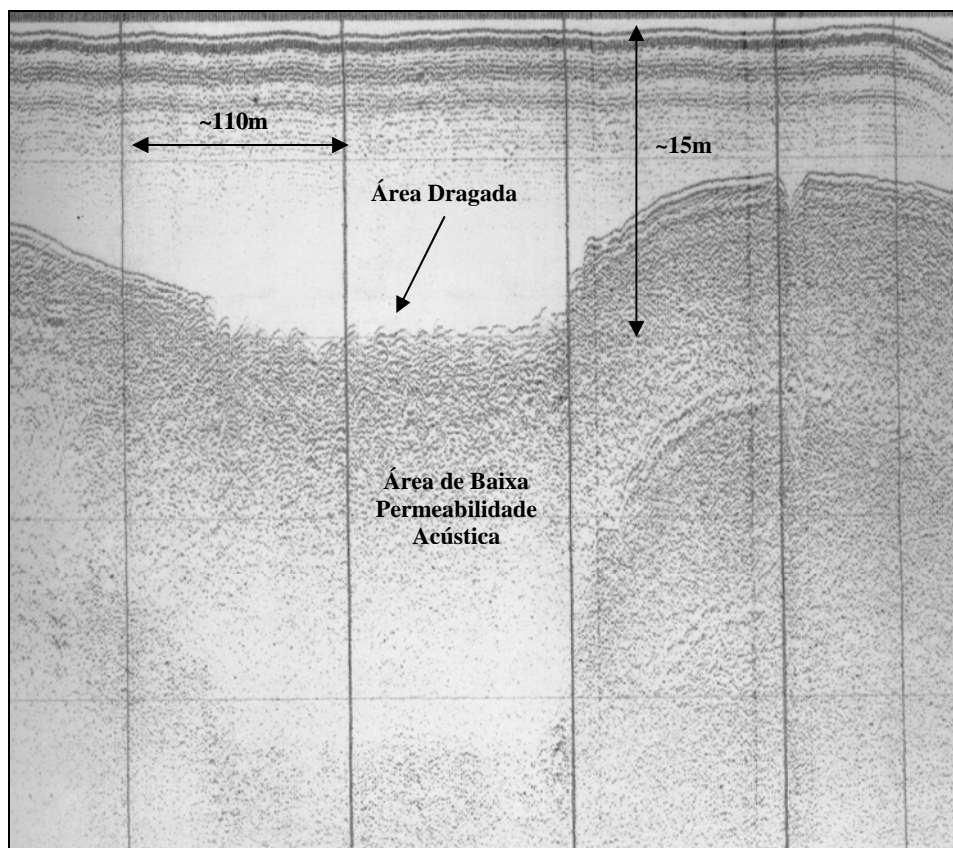 ~110m
~15m
Área Dragada
Área de Baixa
Permeabilidade
Acústica